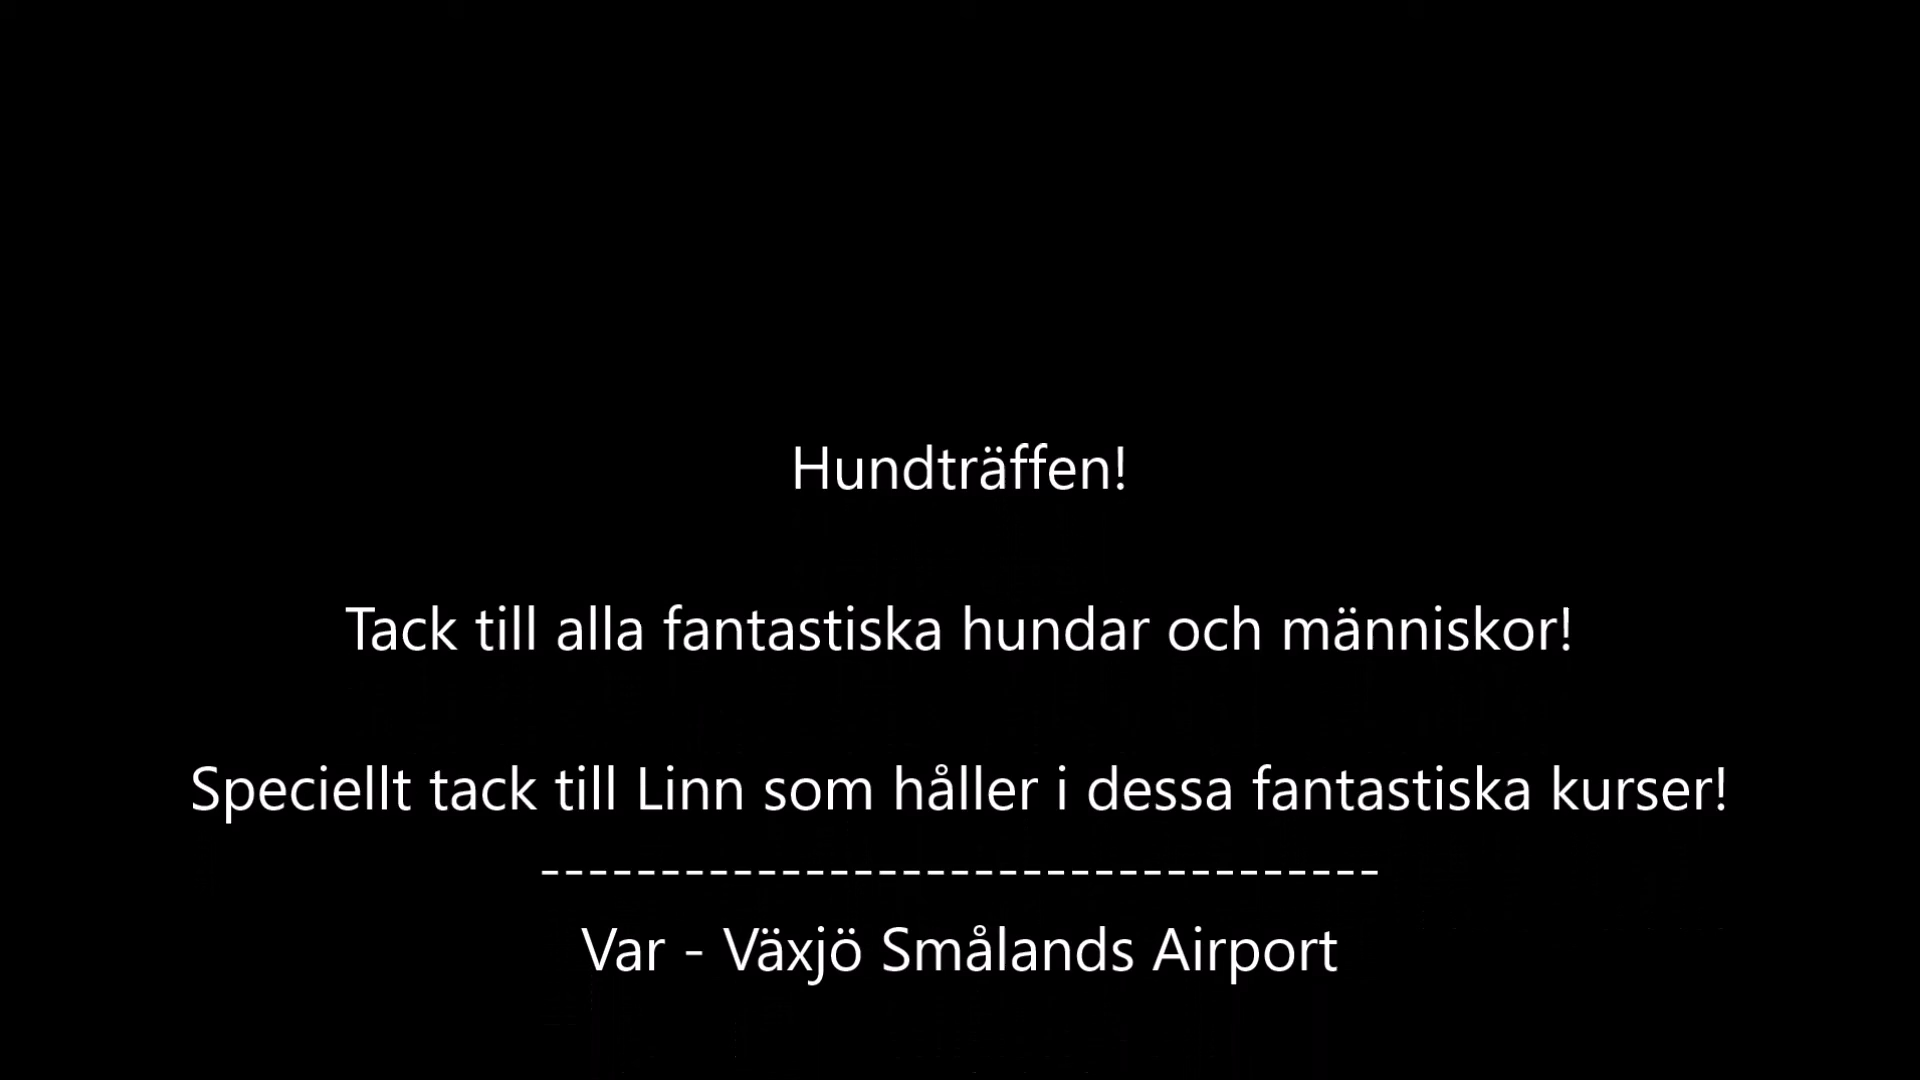 Hundträffen!
Tack till alla fantastiska hundar och människor!
Speciellt tack till Linn som håller i dessa fantastiska kurser!
-----------------------------------
Var - Växjö Smålands Airport